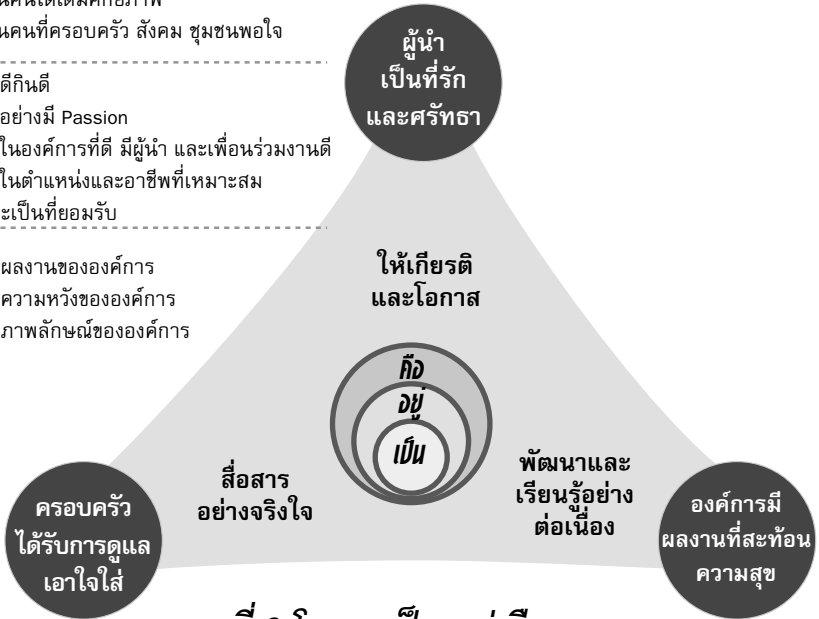 นคนที่ครอบครัว สังคม ชุมชนพอใจ
ดีกินดี
อย่างมี Passion
ในองค์การที่ดี มีผู้นำ และเพื่อนร่วมงานดี
ในตำแหน่งและอาชีพที่เหมาะสม
ะเป็นที่ยอมรับ
ผลงานขององค์การ
ความหวังขององค์การ
ภาพลักษณ์ขององค์การ
ผู้นำ
เป็นที่รัก
และศรัทธา
ให้เกียรติ
และโอกาส
คือ
อยู่
เป็น
สื่อสาร
อย่างจริงใจ
พัฒนาและ
เรียนรู้อย่าง
ต่อเนื่อง
ครอบครัว
ได้รับการดูแล
เอาใจใส่
องค์การมี
ผลงานที่สะท้อน
ความสุข